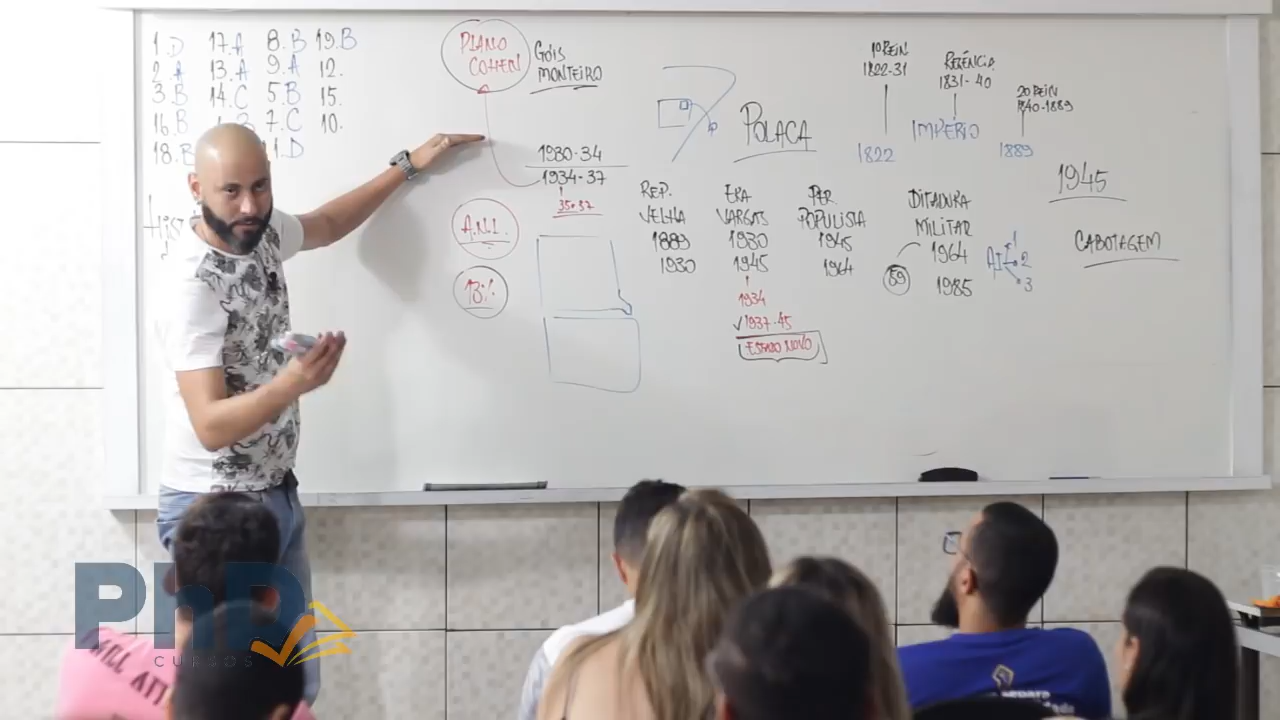 1.D 17.A 8.B 19.B
2.A 13.A 9.A 12.
3.B 14.C 5.B 15.
16.B 7.C 10.
18.B 11.D
Hist
PLANO
COHEN
GÓIS
MONTEIRO
1930-34
1934-37
35-37
A.N.L.
13%
POLACA
1º REIN
1822-31
REGÊNCIA
1831-40
2º REIN
1840-1889
IMPÉRIO
1822
1889
REP.
VELHA
1889
1930
ERA
VARGAS
1930
1945
1934
1937-45
ESTADO NOVO
PER.
POPULISTA
1945
1964
DITADURA
MILITAR
1964
1985
69
AI
1
2
3
1945
CABOTAGEM
PhD
CURSOS